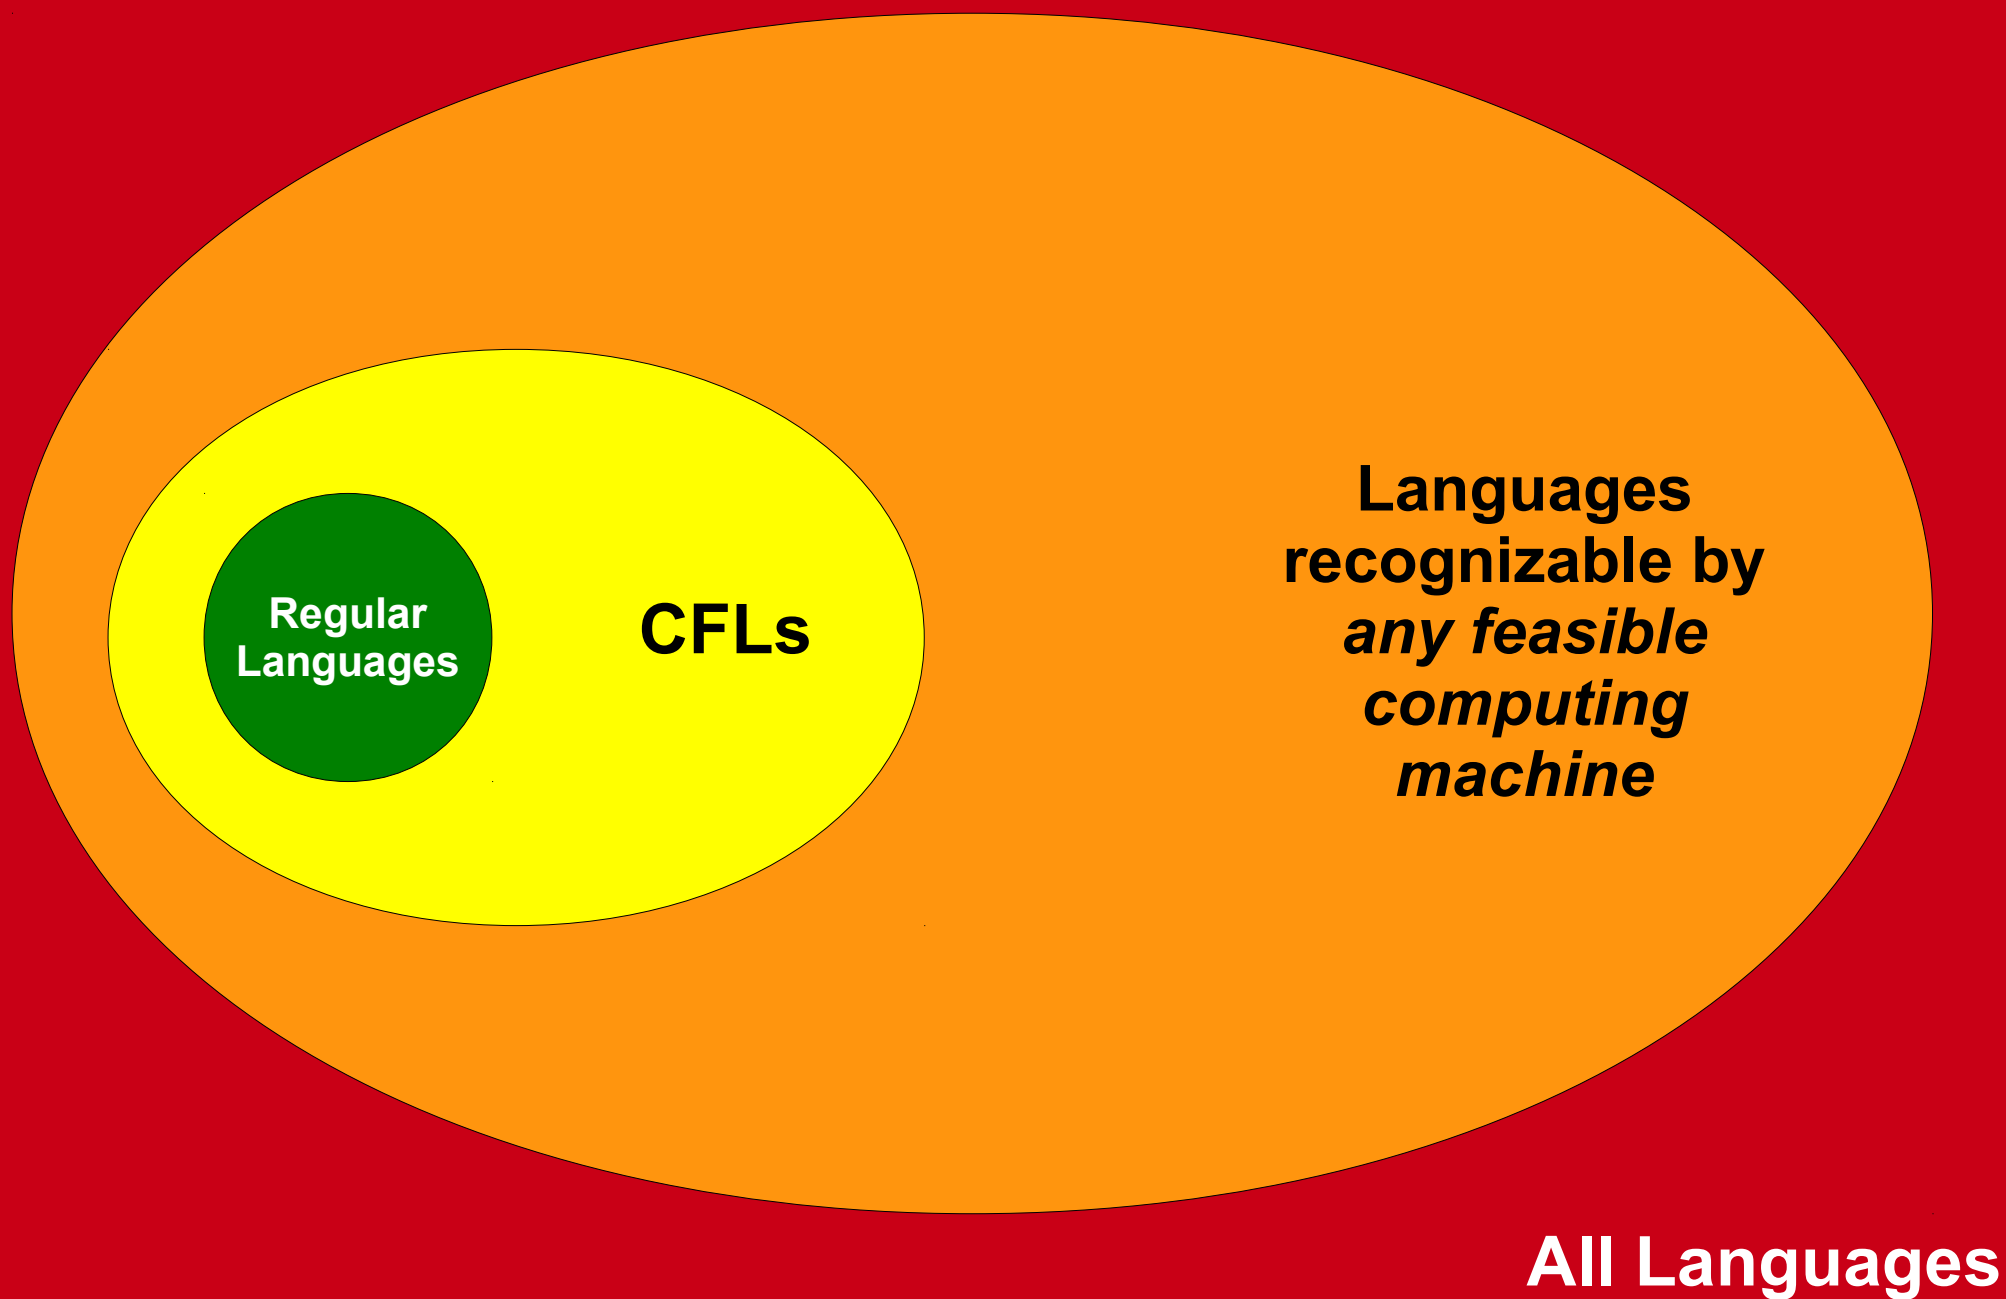 Regular
Languages
CFLs
Languages
recognizable by
any feasible
computing
machine
All Languages